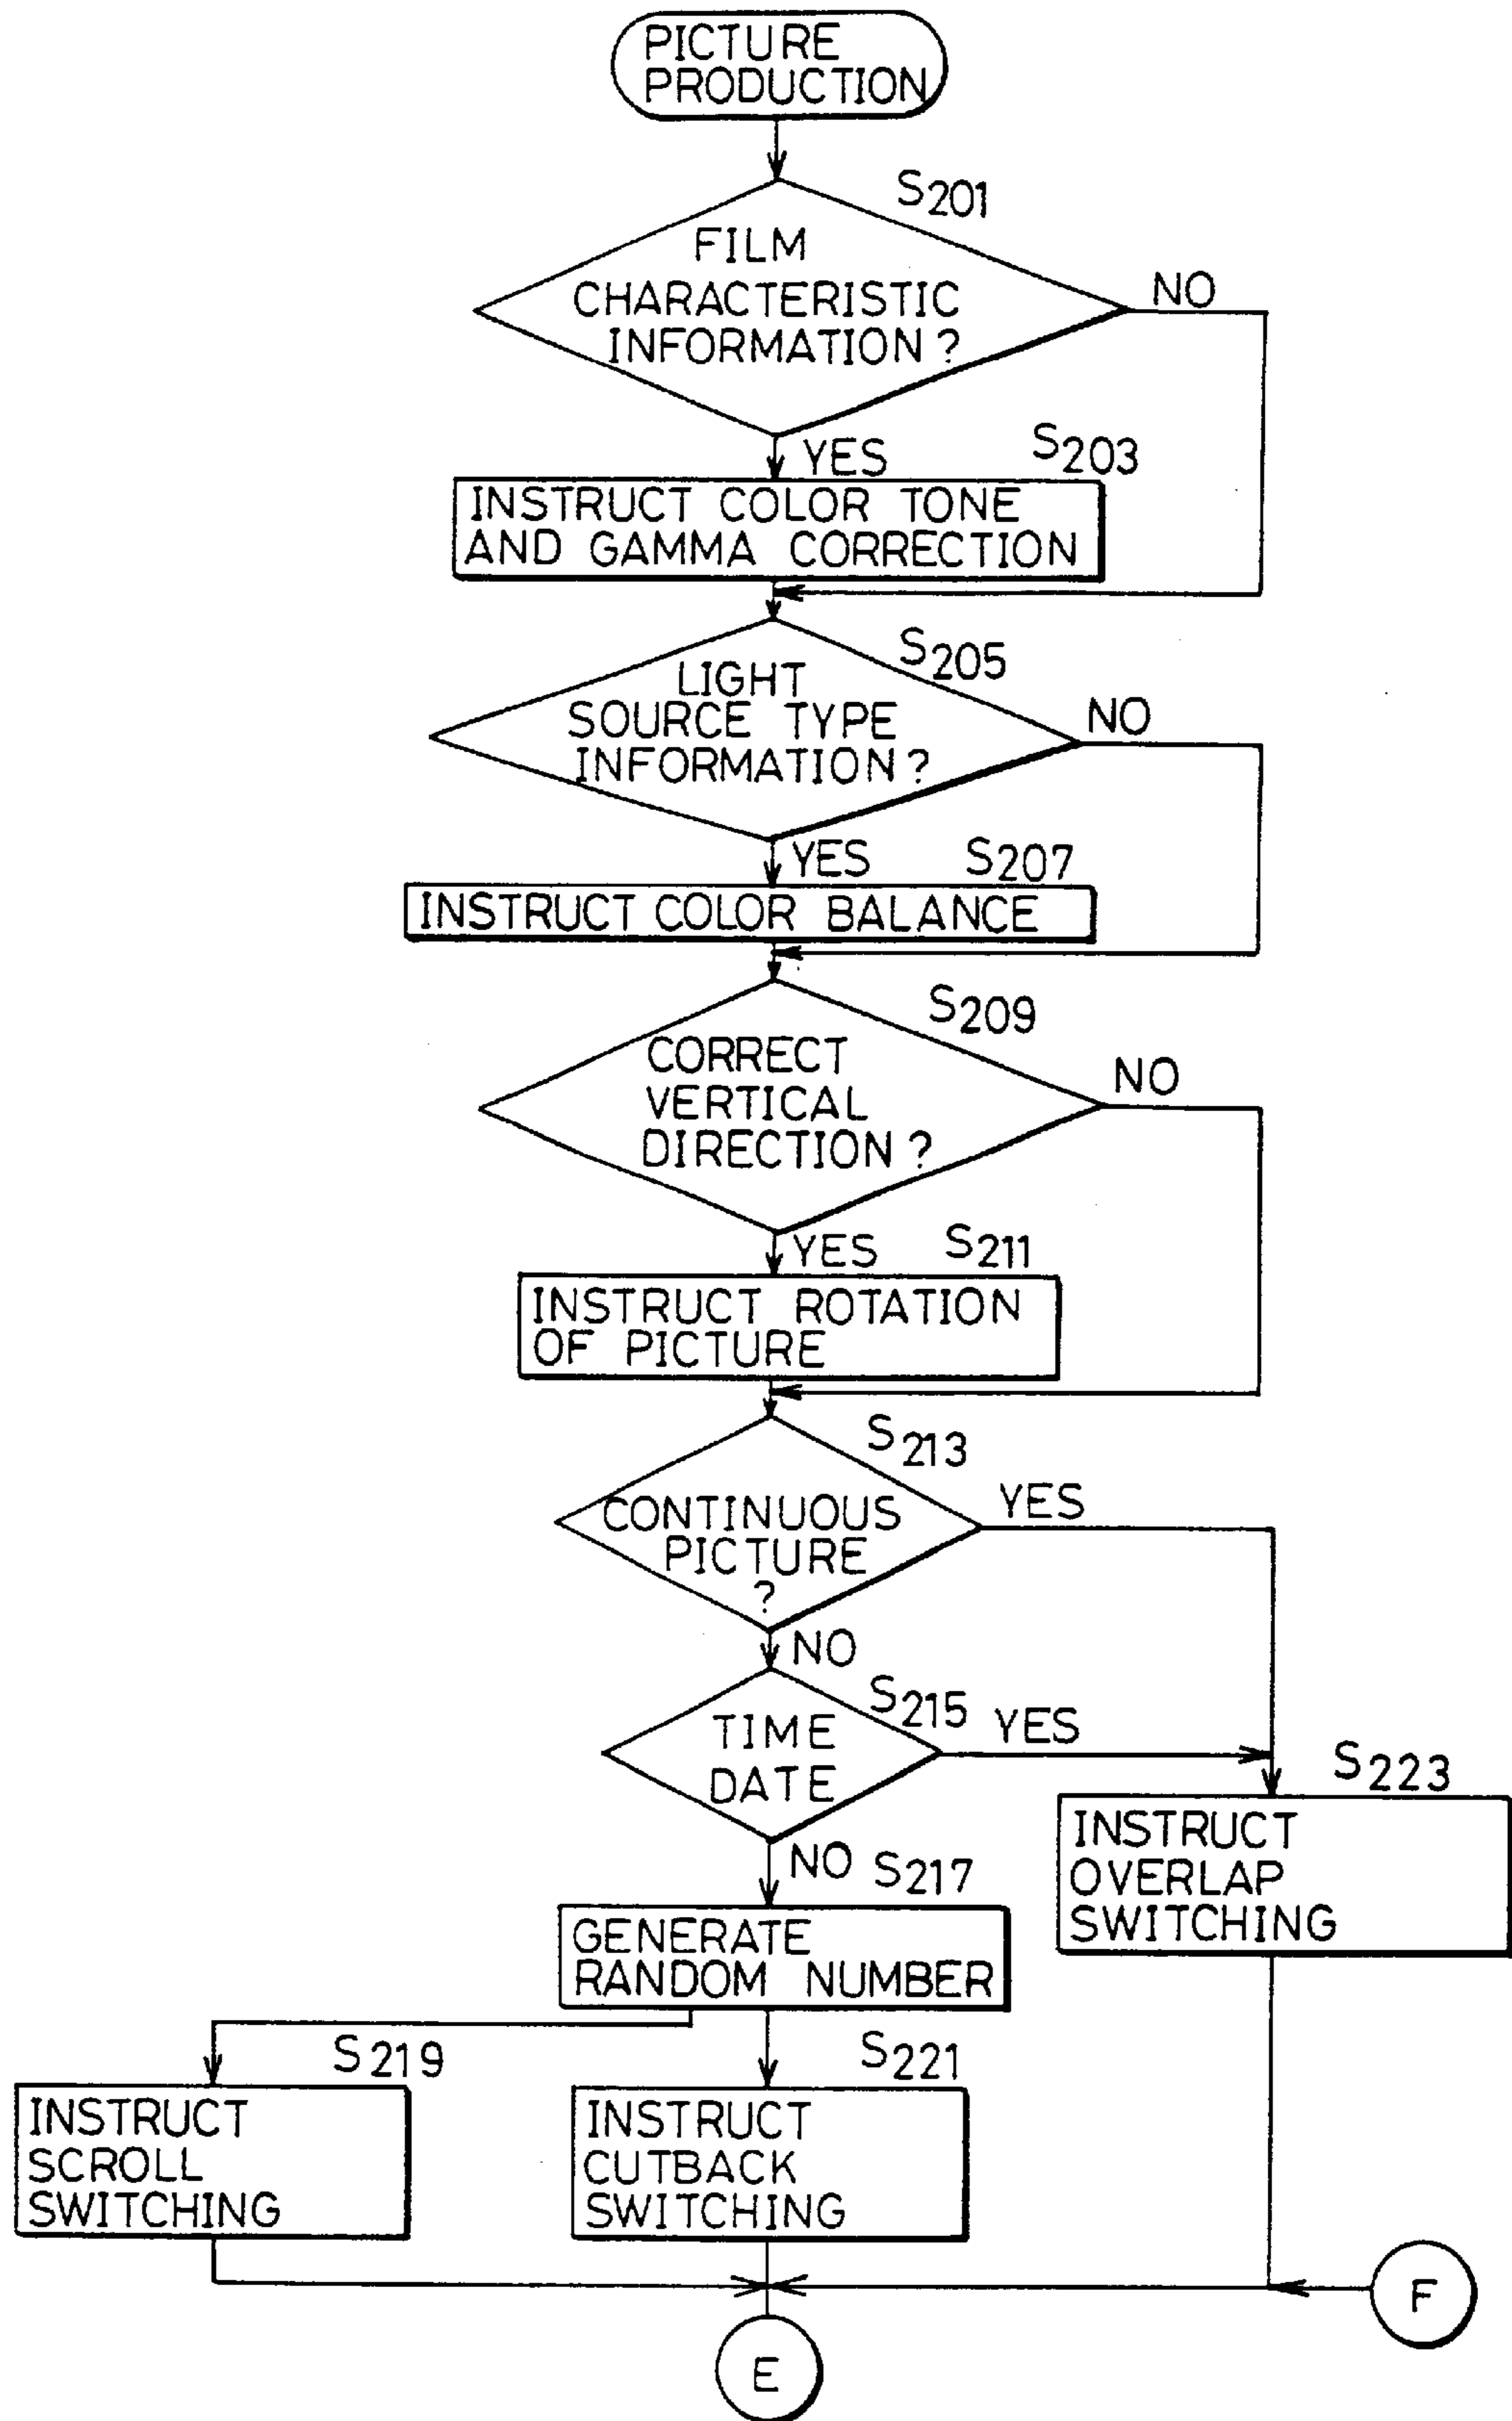 PICTURE
PRODUCTION
S201
FILM
CHARACTERISTIC
INFORMATION?
NO
YES
S203
INSTRUCT COLOR TONE
AND GAMMA CORRECTION
S205
LIGHT
SOURCE TYPE
INFORMATION?
NO
YES
S207
INSTRUCT COLOR BALANCE
S209
CORRECT
VERTICAL
DIRECTION?
NO
YES
S211
INSTRUCT ROTATION
OF PICTURE
S213
CONTINUOUS
PICTURE
?
YES
NO
S215
TIME
DATE
YES
NO
S223
INSTRUCT
OVERLAP
SWITCHING
S217
GENERATE
RANDOM NUMBER
S219
INSTRUCT
SCROLL
SWITCHING
S221
INSTRUCT
CUTBACK
SWITCHING
F
E